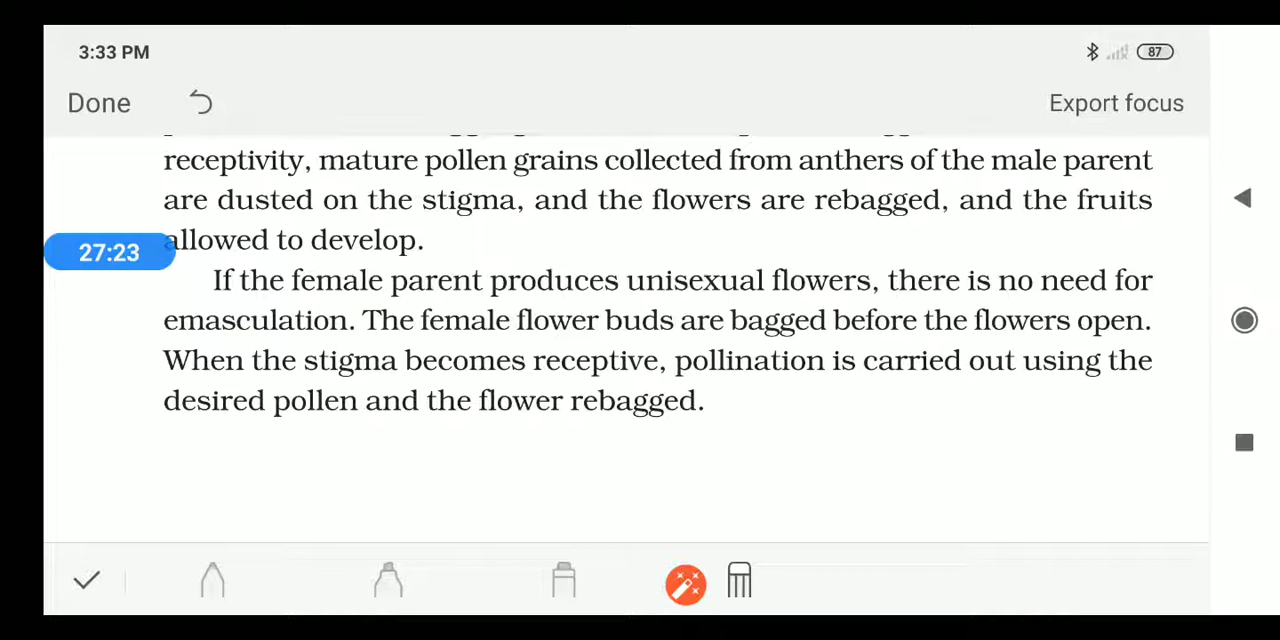 3:33 PM
87
Done
Export focus
receptivity, mature pollen grains collected from anthers of the male parent
are dusted on the stigma, and the flowers are rebagged, and the fruits
allowed to develop.
27:23
If the female parent produces unisexual flowers, there is no need for
emasculation. The female flower buds are bagged before the flowers open.
When the stigma becomes receptive, pollination is carried out using the
desired pollen and the flower rebagged.